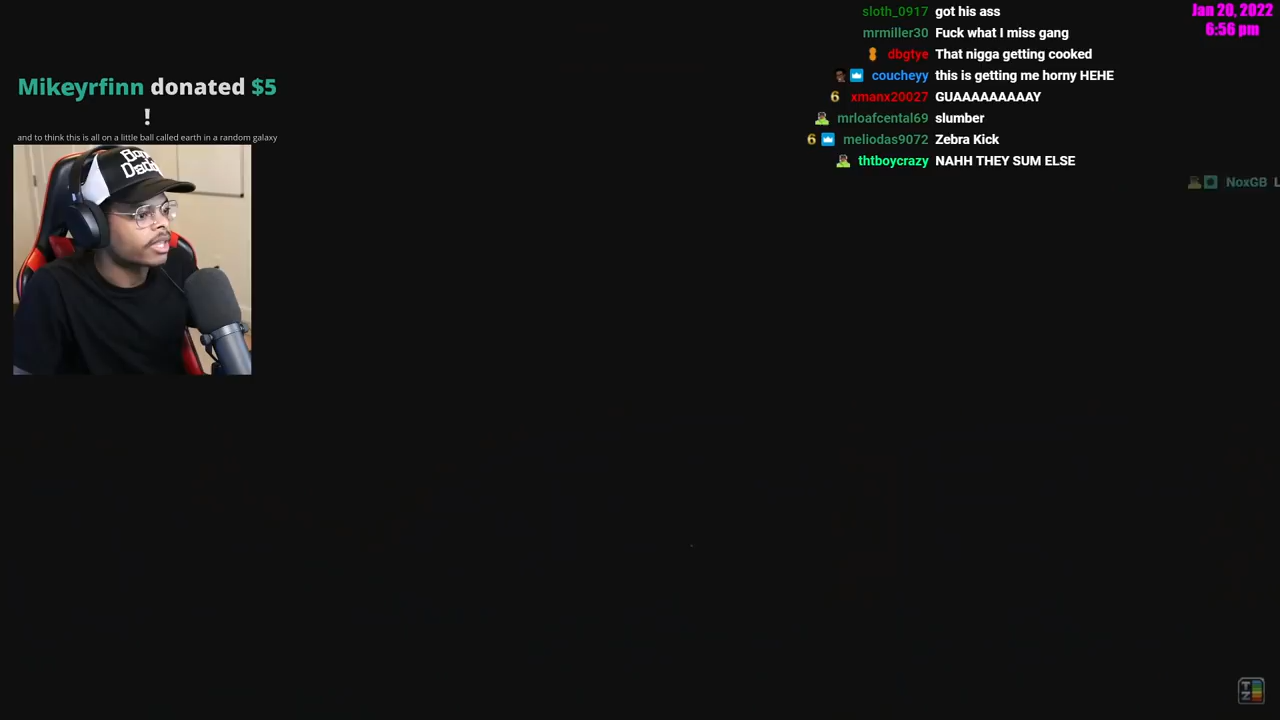 Mikeyrfinn donated $5
!
and to think this is all on a little ball called earth in a random galaxy
sloth_0917 got his ass
mrmiller30 Fuck what I miss gang
dbgtye That nigga getting cooked
6 coucheyy this is getting me horny HEHE
6 xmanx20027 GUAAAAAAAAAY
mrloafcental69 slumber
6 meliodas9072 Zebra Kick
thtboycrazy NAHH THEY SUM ELSE
NoxGB L
Jan 20, 2022
6:56 pm
TZ